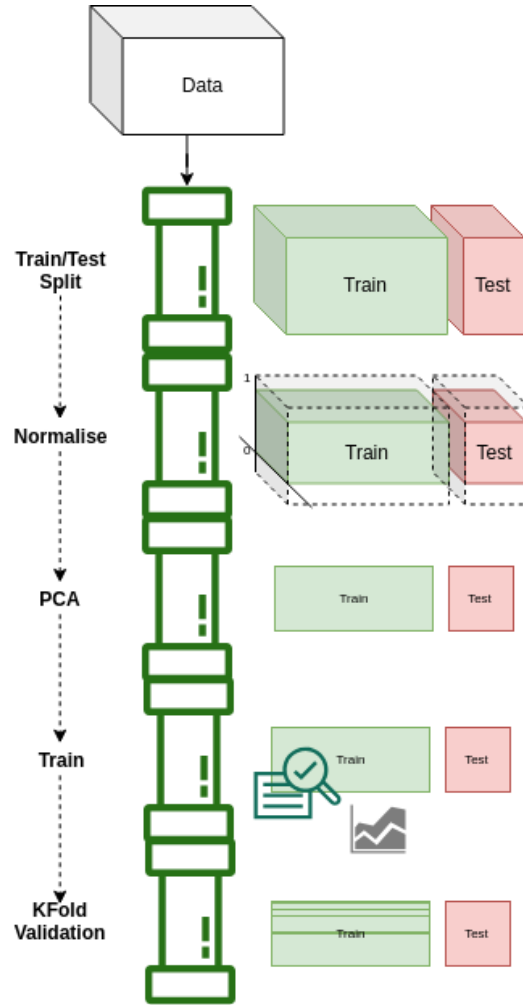 Data
Train/Test
Split
Train
Test
1
0
Normalise
Train
Test
PCA
Train
Test
Train
Train
Test
KFold
Validation
Train
Test